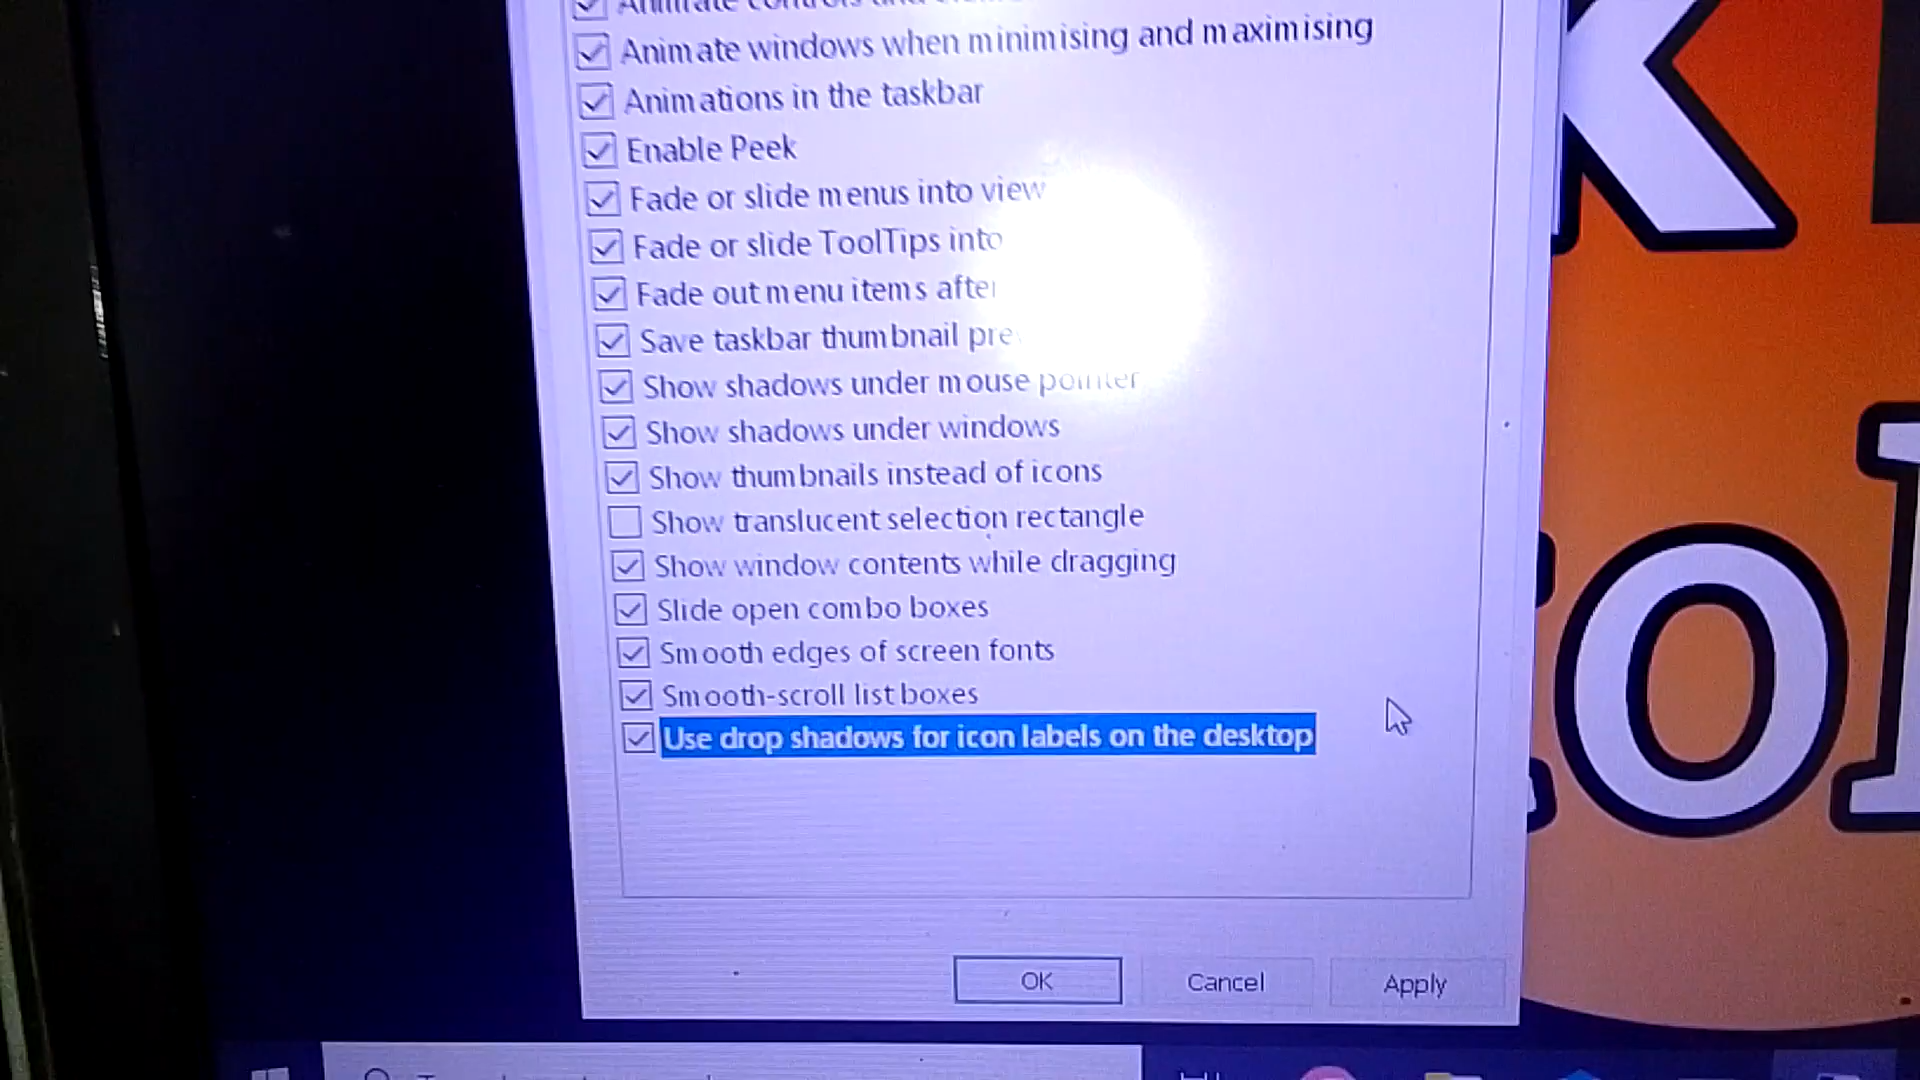 Animate controls and
Animate windows when minimising and maximising
Animations in the taskbar
Enable Peek
Fade or slide menus into view
Fade or slide ToolTips into
Fade out menu items after
Save taskbar thumbnail
Show shadows under mouse pointer
Show shadows under windows
Show thumbnails instead of icons
Show translucent selection rectangle
Show window contents while dragging
Slide open combo boxes
Smooth edges of screen fonts
Smooth-scroll list boxes
Use drop shadows for icon labels on the desktop
OK
Cancel
Apply